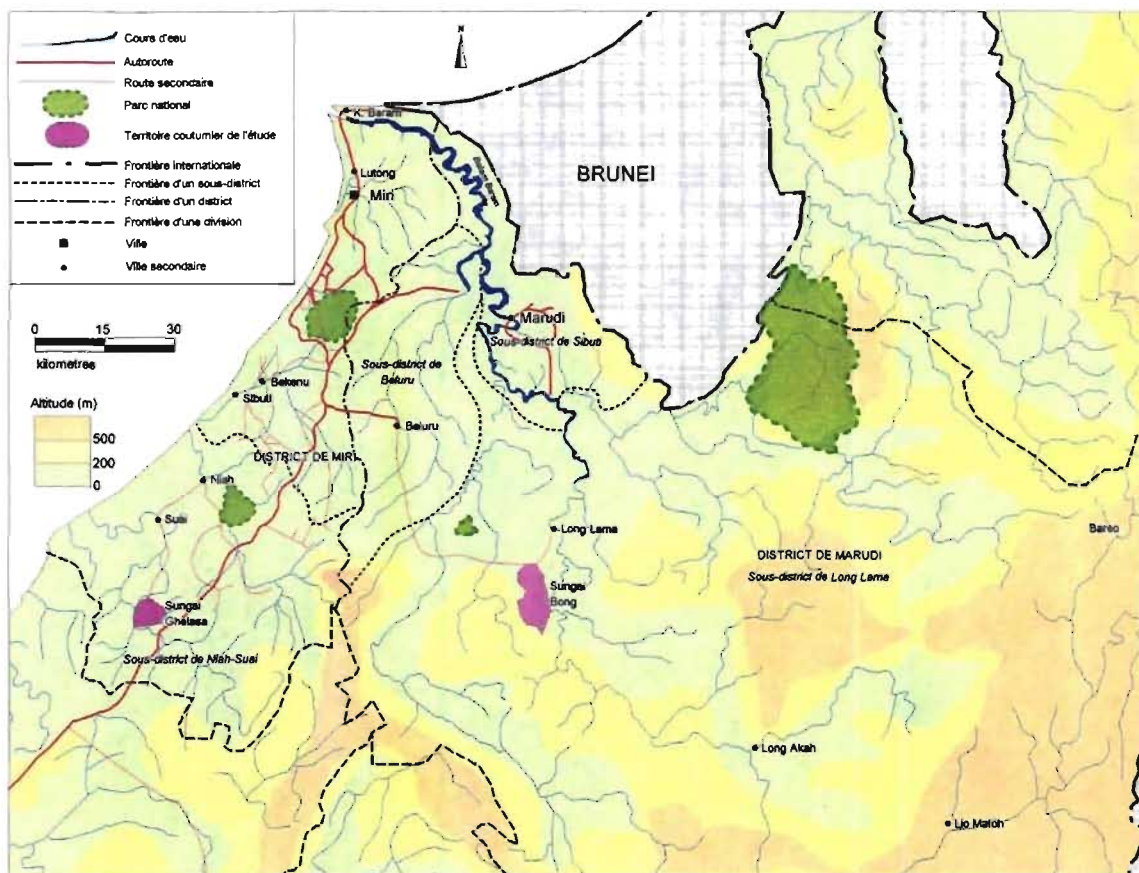 Cours d'eau
Autoroute
Route secondaire
Parc national
Territoire coutumier de l'étude
Frontière internationale
Frontière d'un sous-district
Frontière d'un district
Frontière d'une division
Ville
Ville secondaire
N
0 15 30
kilometres
Altitude (m)
500
200
0
K. Baram
Lutong
Miri
BRUNEI
Marudi
Sous-district de Sibuti
Sous-district de
Beluru
Bekenu
Sibuti
Beluru
DISTRICT DE MIRI
Niah
Suai
Long Lama
Bareo
DISTRICT DE MARUDI
Sous-district de Long Lama
Sungai
Bong
Sungai
Ghelasa
Sous-district de Niah-Suai
Long Akah
Lio Matoh